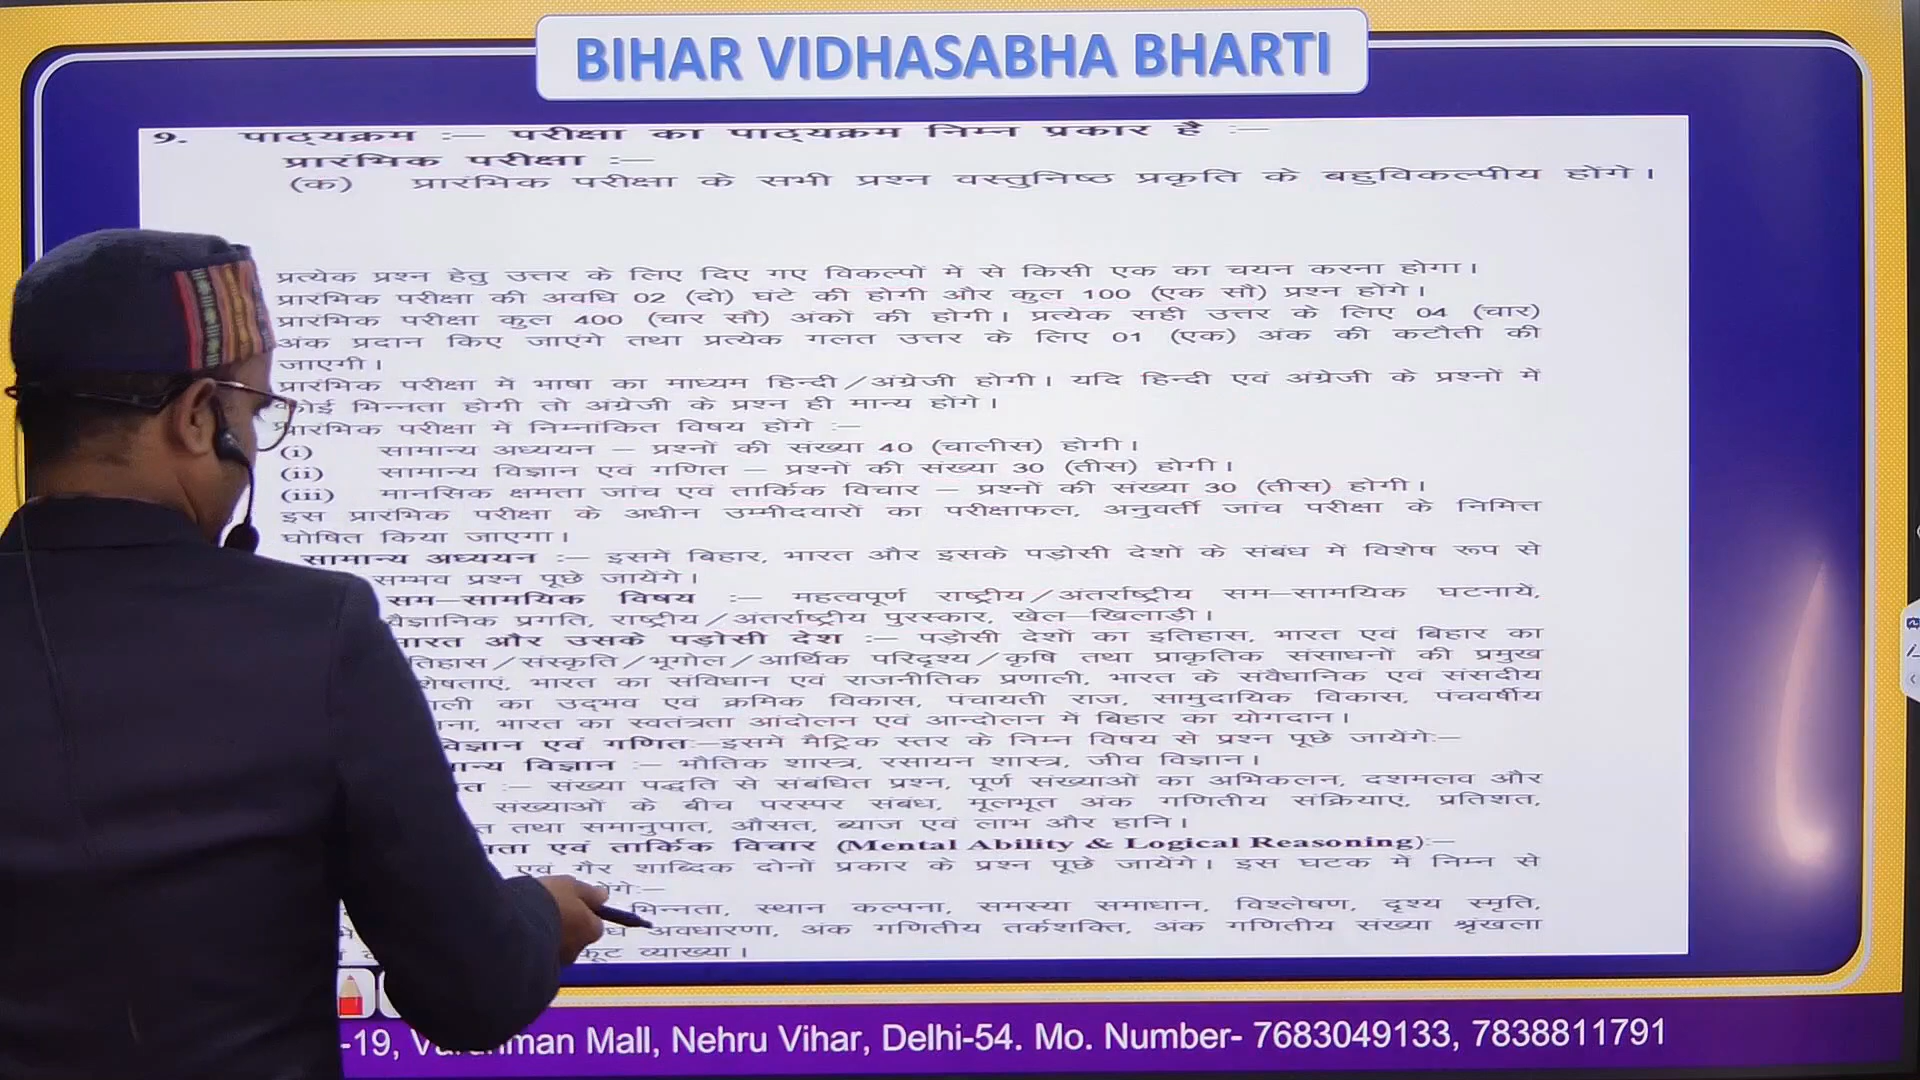 BIHAR VIDHASABHA BHARTI
9. पाठ्यक्रम :— परीक्षा का पाठ्यक्रम निम्न प्रकार है :—
प्रारंभिक परीक्षा :—
(क) प्रारंभिक परीक्षा के सभी प्रश्न वस्तुनिष्ठ प्रकृति के बहुविकल्पीय होंगे।
प्रत्येक प्रश्न हेतु उत्तर के लिए दिए गए विकल्पों में से किसी एक का चयन करना होगा।
प्रारंभिक परीक्षा की अवधि 02 (दो) घंटे की होगी और कुल 100 (एक सौ) प्रश्न होंगे।
प्रारंभिक परीक्षा कुल 400 (चार सौ) अंकों की होगी। प्रत्येक सही उत्तर के लिए 04 (चार)
अंक प्रदान किए जाएंगे तथा प्रत्येक गलत उत्तर के लिए 01 (एक) अंक की कटौती की
जाएगी।
प्रारंभिक परीक्षा में भाषा का माध्यम हिन्दी/अंग्रेजी होगी। यदि हिन्दी एवं अंग्रेजी के प्रश्नों में
कोई भिन्नता होगी तो अंग्रेजी के प्रश्न ही मान्य होंगे।
प्रारंभिक परीक्षा में निम्नांकित विषय होंगे :—
(i) सामान्य अध्ययन — प्रश्नों की संख्या 40 (चालीस) होगी।
(ii) सामान्य विज्ञान एवं गणित — प्रश्नों की संख्या 30 (तीस) होगी।
(iii) मानसिक क्षमता जांच एवं तार्किक विचार — प्रश्नों की संख्या 30 (तीस) होगी।
इस प्रारंभिक परीक्षा के अधीन उम्मीदवारों का परीक्षाफल, अनुवर्ती जांच परीक्षा के निमित्त
घोषित किया जाएगा।
सामान्य अध्ययन :— इसमें बिहार, भारत और इसके पड़ोसी देशों के संबंध में विशेष रूप से
सम्भव प्रश्न पूछे जायेंगे।
सम—सामयिक विषय :— महत्वपूर्ण राष्ट्रीय/अंतर्राष्ट्रीय सम—सामयिक घटनायें,
वैज्ञानिक प्रगति, राष्ट्रीय/अंतर्राष्ट्रीय पुरस्कार, खेल—खिलाड़ी।
भारत और उसके पड़ोसी देश :— पड़ोसी देशों का इतिहास, भारत एवं बिहार का
तिहास/संस्कृति/भूगोल/आर्थिक परिदृश्य/कृषि तथा प्राकृतिक संसाधनों की प्रमुख
शेषताएं, भारत का संविधान एवं राजनीतिक प्रणाली, भारत के संवैधानिक एवं संसदीय
ाली का उद्भव एवं क्रमिक विकास, पंचायती राज, सामुदायिक विकास, पंचवर्षीय
ना, भारत का स्वतंत्रता आंदोलन एवं आन्दोलन में बिहार का योगदान।
विज्ञान एवं गणित:—इसमें मैट्रिक स्तर के निम्न विषय से प्रश्न पूछे जायेंगे:—
न्य विज्ञान :— भौतिक शास्त्र, रसायन शास्त्र, जीव विज्ञान।
त :— संख्या पद्धति से संबंधित प्रश्न, पूर्ण संख्याओं का अभिकलन, दशमलव और
संख्याओं के बीच परस्पर संबंध, मूलभूत अंक गणितीय संक्रियाएं, प्रतिशत,
त तथा समानुपात, औसत, ब्याज एवं लाभ और हानि।
ता एवं तार्किक विचार (Mental Ability & Logical Reasoning):—
एवं गैर शाब्दिक दोनों प्रकार के प्रश्न पूछे जायेंगे। इस घटक में निम्न से
गे:—
भिन्नता, स्थान कल्पना, समस्या समाधान, विश्लेषण, दृश्य स्मृति,
अवधारणा, अंक गणितीय तर्कशक्ति, अंक गणितीय संख्या श्रृंखला
कूट व्याख्या।
-19, Mall, Nehru Vihar, Delhi-54. Mo. Number- 7683049133, 7838811791